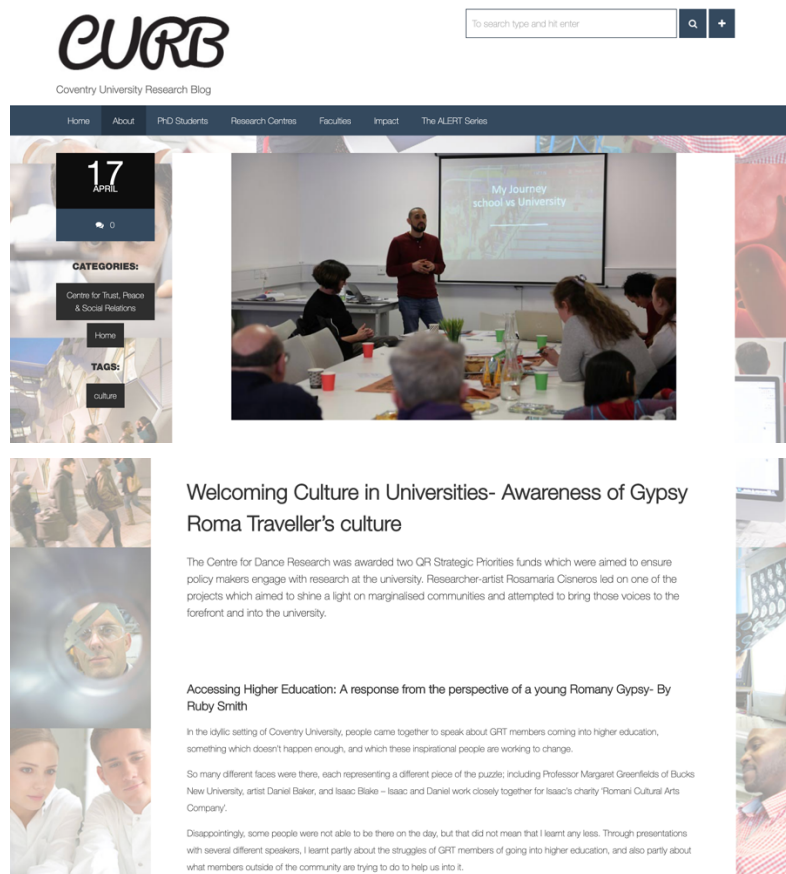 CURB
To search type and hit enter
Coventry University Research Blog
Home About PhD Students Research Centres Faculties Impact The ALERT Series
17
APRIL
0
CATEGORIES:
Centre for Trust, Peace
& Social Relations
Home
TAGS:
culture
My Journey
school vs University
Welcoming Culture in Universities- Awareness of Gypsy
Roma Traveller's culture
The Centre for Dance Research was awarded two QR Strategic Priorities funds which were aimed to ensure
policy makers engage with research at the university. Researcher-artist Rosamaria Cisneros led on one of the
projects which aimed to shine a light on marginalised communities and attempted to bring those voices to the
forefront and into the university.
Accessing Higher Education: A response from the perspective of a young Romany Gypsy- By
Ruby Smith
In the idyllic setting of Coventry University, people came together to speak about GRT members coming into higher education,
something which doesn't happen enough, and which these inspirational people are working to change.
So many different faces were there, each representing a different piece of the puzzle; including Professor Margaret Greenfields of Bucks
New University, artist Daniel Baker, and Isaac Blake – Isaac and Daniel work closely together for Isaac's charity 'Romani Cultural Arts
Company'.
Disappointingly, some people were not able to be there on the day, but that did not mean that I learnt any less. Through presentations
with several different speakers, I learnt partly about the struggles of GRT members of going into higher education, and also partly about
what members outside of the community are trying to do to help us into it.